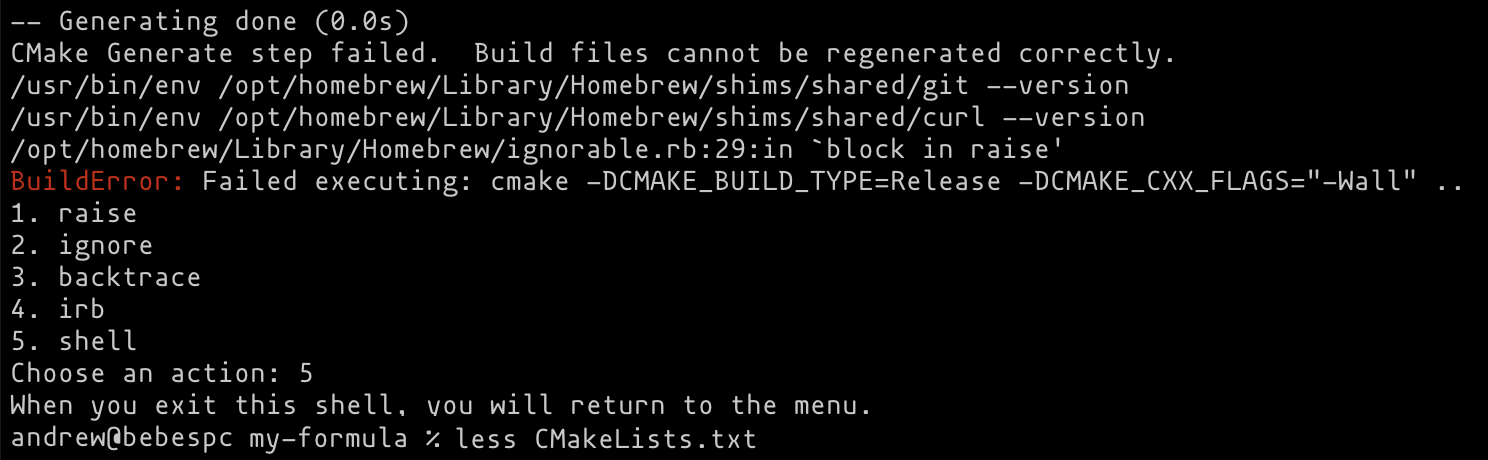 -- Generating done (0.0s)
CMake Generate step failed.  Build files cannot be regenerated correctly.
/usr/bin/env /opt/homebrew/Library/Homebrew/shims/shared/git --version
/usr/bin/env /opt/homebrew/Library/Homebrew/shims/shared/curl --version
/opt/homebrew/Library/Homebrew/ignorable.rb:29:in `block in raise'
BuildError: Failed executing: cmake -DCMAKE_BUILD_TYPE=Release -DCMAKE_CXX_FLAGS="-Wall" ..
1. raise
2. ignore
3. backtrace
4. irb
5. shell
Choose an action: 5
When you exit this shell, you will return to the menu.
andrew@bebespc my-formula % less CMakeLists.txt